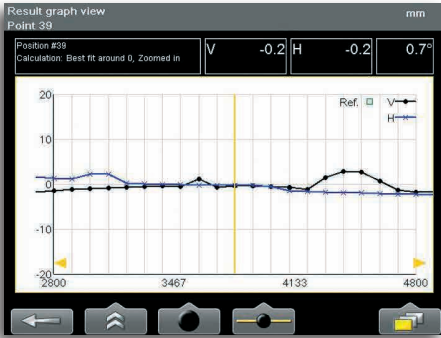 Result graph view
mm
Point 39
Position #39
Calculation: Best fit around 0, Zoomed in
V -0.2
H -0.2
0.7°
Ref. V
H
20
10
0
-10
-20
2800 3467 4133 4800